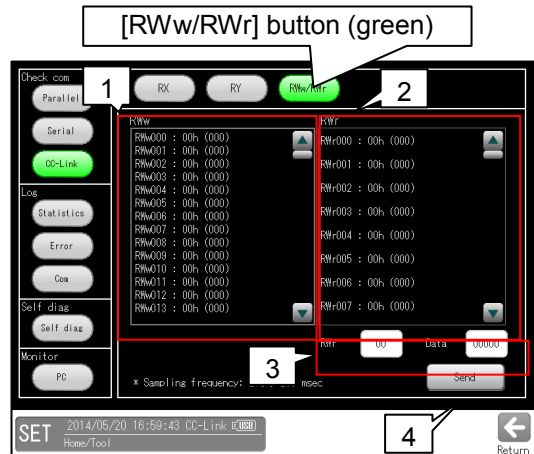 [RWw/RWr] button (green)
Check com
1
RX
RY
RWw/RWr
2
Parallel
Serial
CC-Link
RWw
RWw000 : 00h (000)
RWw001 : 00h (000)
RWw002 : 00h (000)
RWw003 : 00h (000)
RWw004 : 00h (000)
RWw005 : 00h (000)
RWw006 : 00h (000)
RWw007 : 00h (000)
RWw008 : 00h (000)
RWw009 : 00h (000)
RWw010 : 00h (000)
RWw011 : 00h (000)
RWw012 : 00h (000)
RWw013 : 00h (000)
RWr
RWr000 : 00h (000)
RWr001 : 00h (000)
RWr002 : 00h (000)
RWr003 : 00h (000)
RWr004 : 00h (000)
RWr005 : 00h (000)
RWr006 : 00h (000)
RWr007 : 00h (000)
Log
Statistics
Error
Com
Self diag
Self diag
Monitor
PC
3
RWr 00 Data 00000
* Sampling frequency: msec
Send
4
SET
2014/05/20 16:59:43 CC-Link USB
Home/Tool
Return